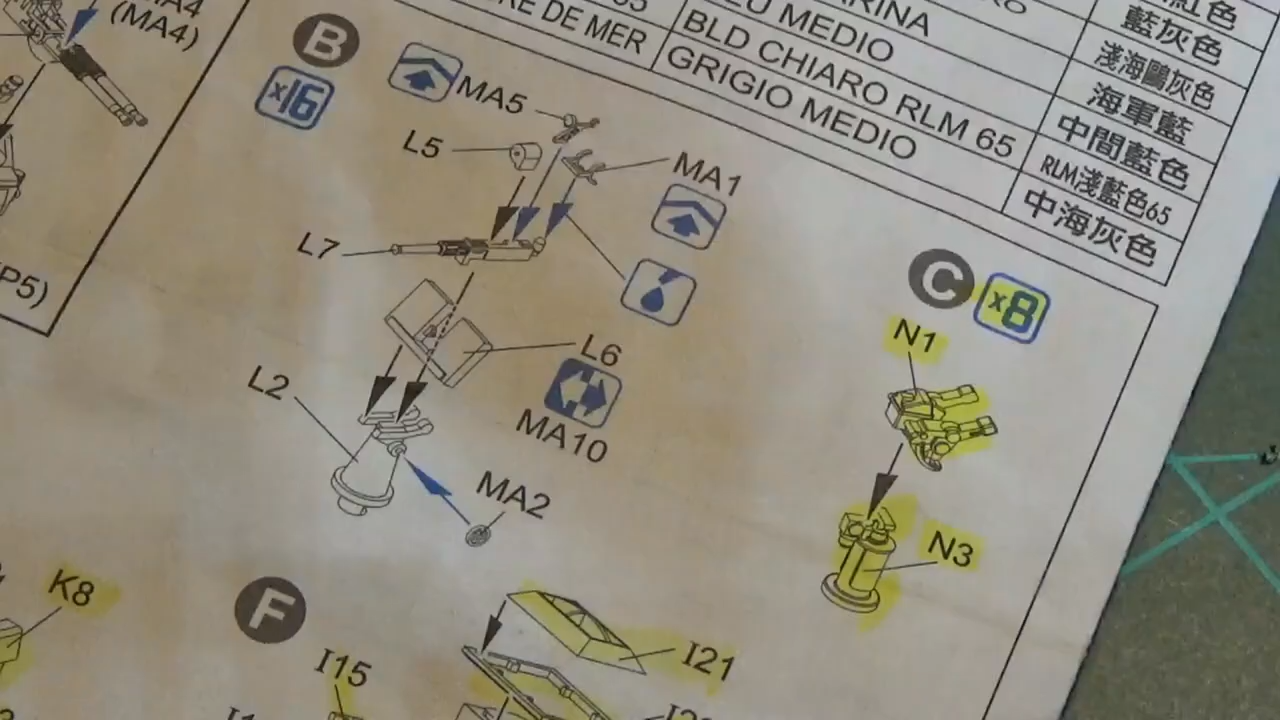 MA4
(MA4)
P5)
B
x16
MA5
L5
MA1
L7
L6
MA10
L2
MA2
C
x8
N1
N3
K8
F
I15
I21
MEDIO
藍灰色
淺海鷗灰色
海軍藍
BLD CHIARO RLM 65
中間藍色
DE MER
GRIGIO MEDIO
RLM淺藍色65
中海灰色